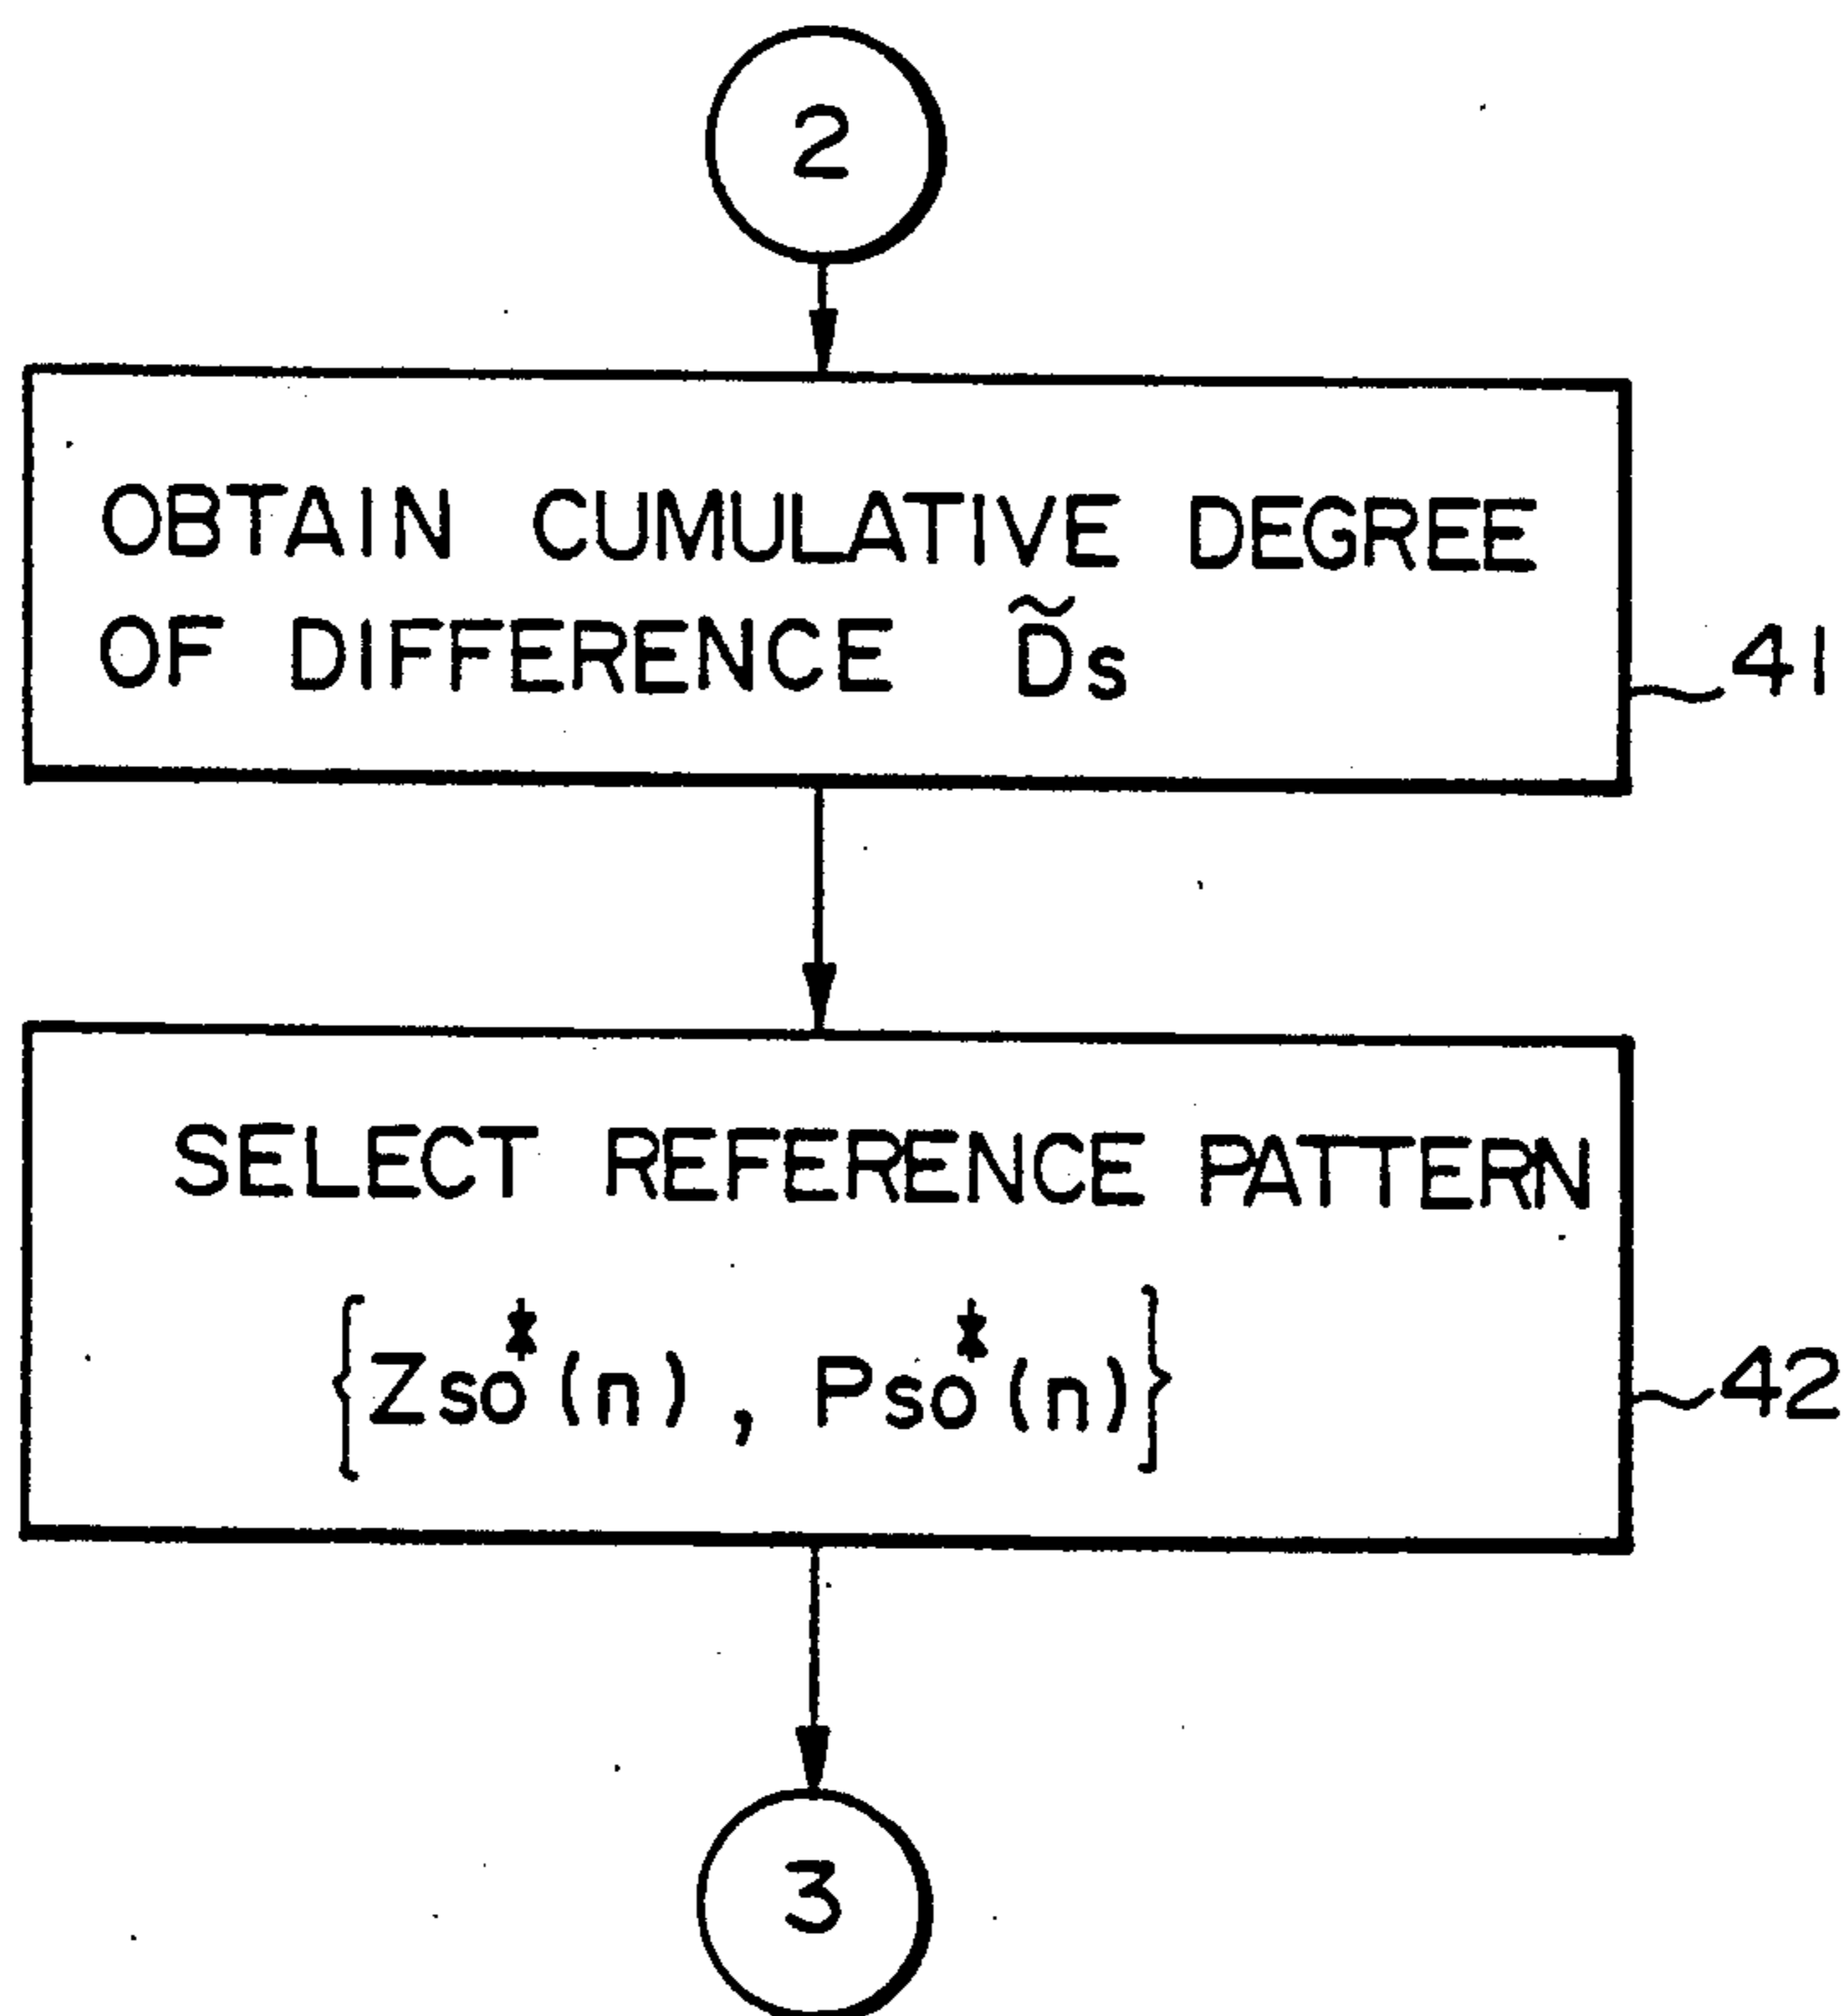 2
OBTAIN CUMULATIVE DEGREE
OF DIFFERENCE D̃s
41
SELECT REFERENCE PATTERN
{Zso*(n), Pso*(n)}
42
3